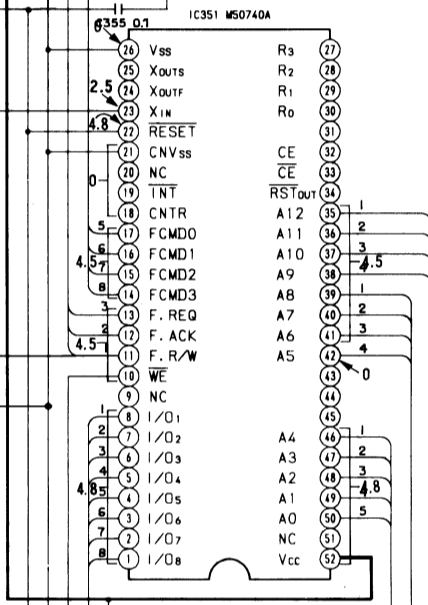 IC351 M50740A
C355 0.1
6
26 Vss R3 27
25 XOUTS R2 28
24 XOUTF R1 29
2.5 23 XIN R0 30
4.8 22 RESET 31
21 CNVss CE 32
0 20 NC CE 33
19 INT RSTOUT 34
18 CNTR A12 35 1
5 17 FCMD0 A11 36 2
6 16 FCMD1 A10 37 3
4.5 7 15 FCMD2 A9 38 4 4.5
8 14 FCMD3 A8 39 1
3 13 F.REQ A7 40 2
2 12 F.ACK A6 41 3
4.5 1 11 F.R/W A5 42 4
10 WE 43 0
9 NC 44
1 8 I/O1 45
2 7 I/O2 A4 46 1
3 6 I/O3 A3 47 2
4 5 I/O4 A2 48 3
4.8 5 4 I/O5 A1 49 4 4.8
6 3 I/O6 A0 50 5
7 2 I/O7 NC 51
8 1 I/O8 Vcc 52